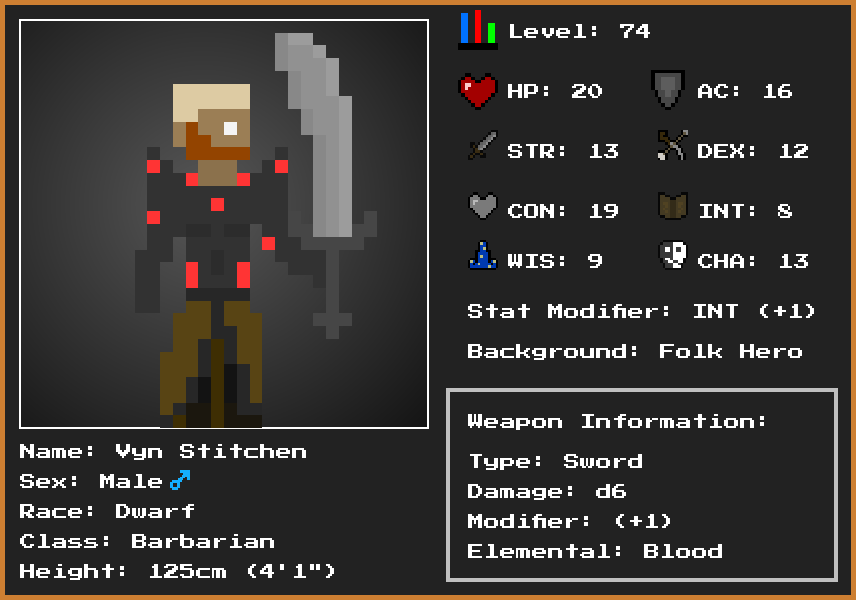 Level: 74
HP: 20 AC: 16
STR: 13 DEX: 12
CON: 19 INT: 8
WIS: 9 CHA: 13
Stat Modifier: INT (+1)
Background: Folk Hero
Weapon Information:
Type: Sword
Damage: d6
Modifier: (+1)
Elemental: Blood
Name: Vyn Stitchen
Sex: Male ♂
Race: Dwarf
Class: Barbarian
Height: 125cm (4'1")